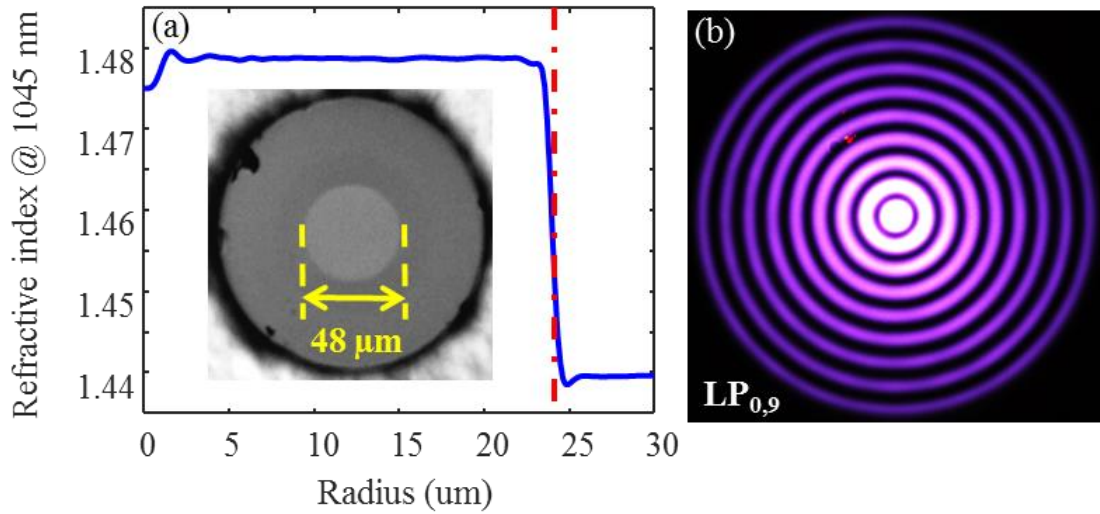 (a)
Refractive index @ 1045 nm
1.48
1.47
1.46
1.45
1.44
48 μm
0 5 10 15 20 25 30
Radius (um)
(b)
LP0,9